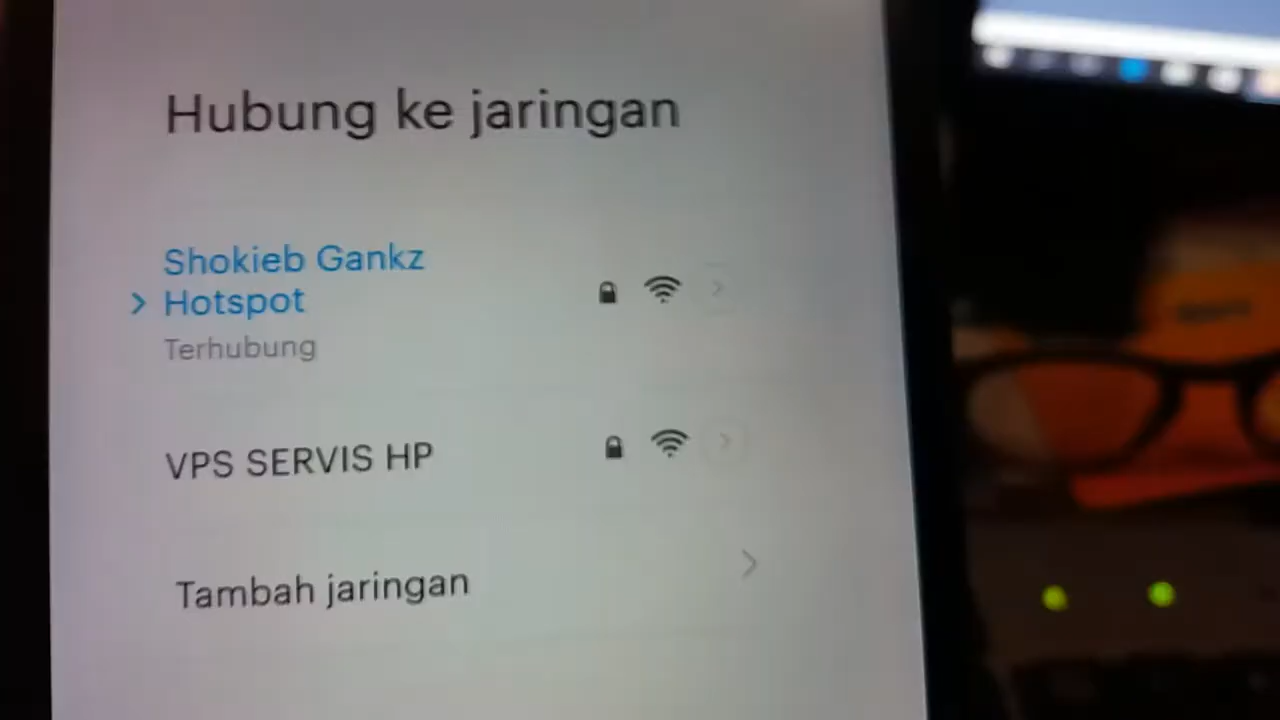 Hubung ke jaringan
Shokieb Gankz
Hotspot
Terhubung
VPS SERVIS HP
Tambah jaringan